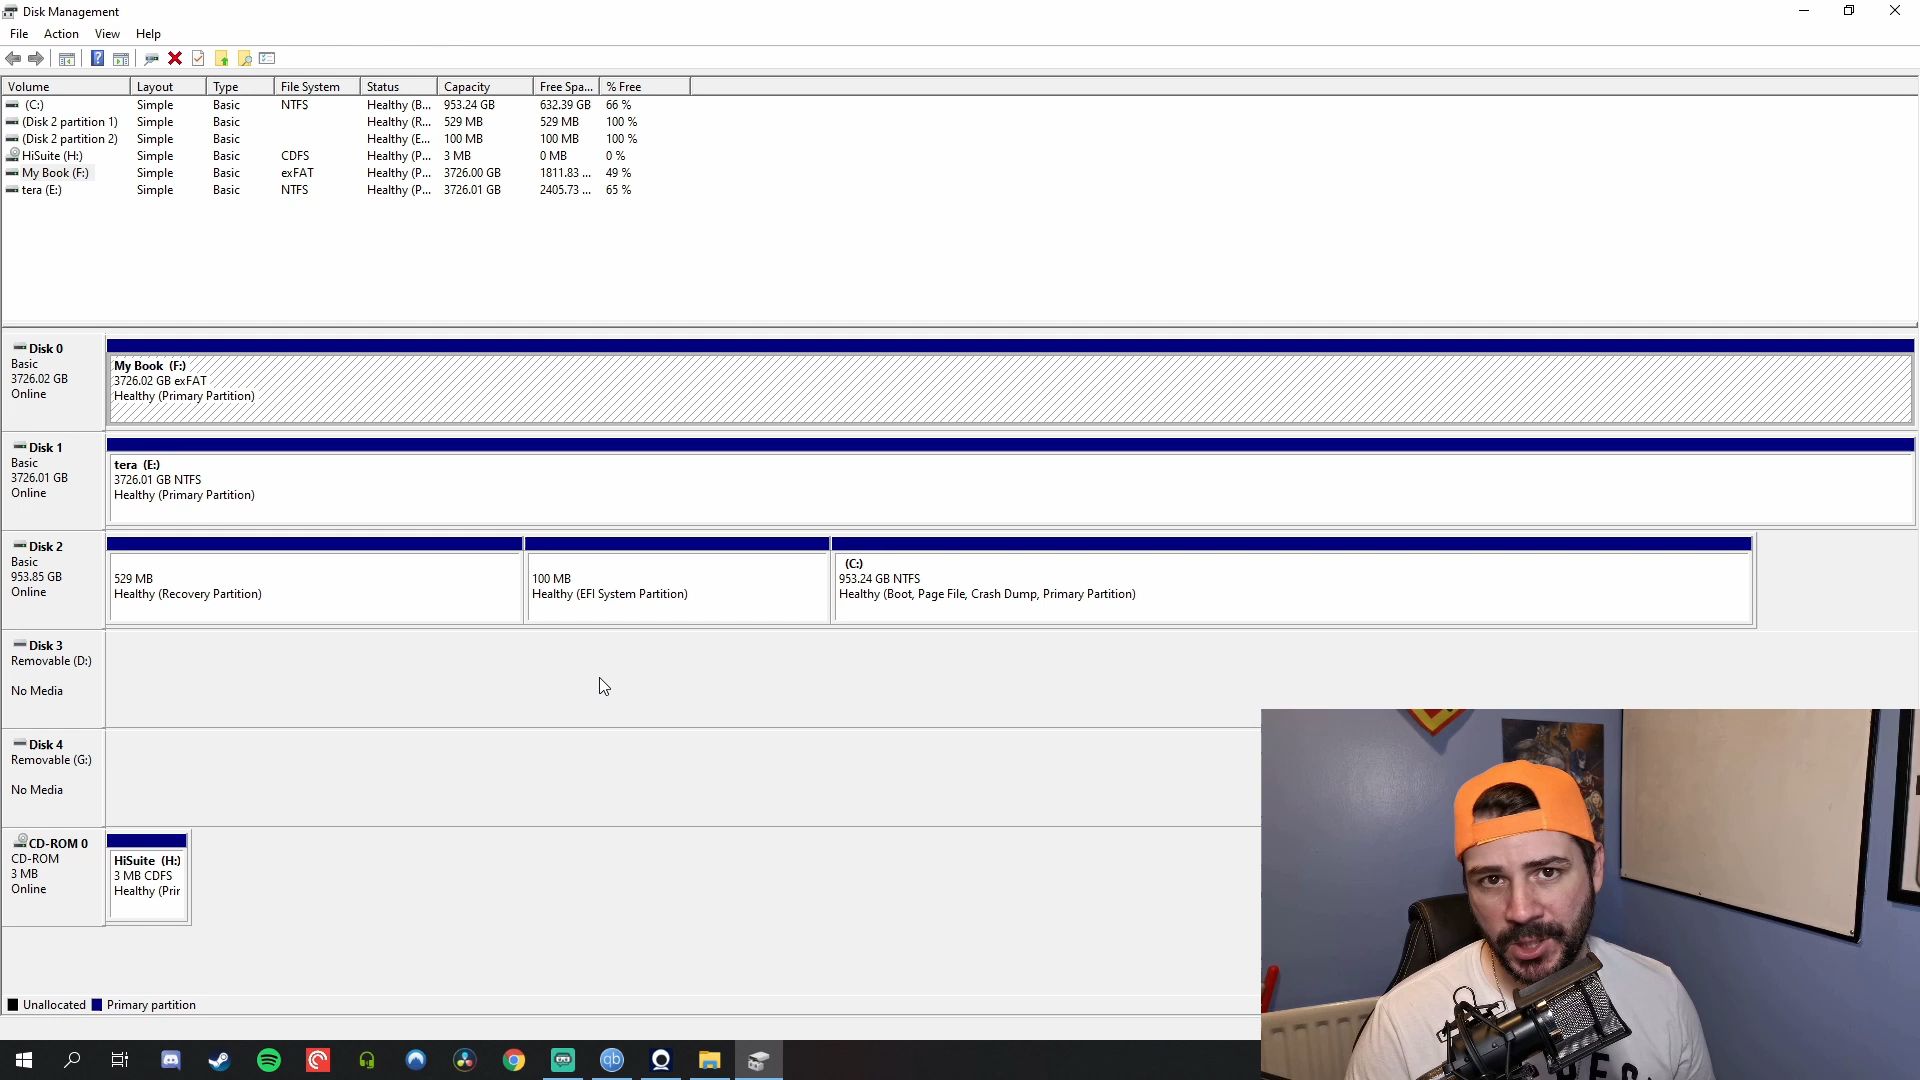 Disk Management
File Action View Help
Volume Layout Type File System Status Capacity Free Spa... % Free
(C:) Simple Basic NTFS Healthy (B... 953.24 GB 632.39 GB 66 %
(Disk 2 partition 1) Simple Basic Healthy (R... 529 MB 529 MB 100 %
(Disk 2 partition 2) Simple Basic Healthy (E... 100 MB 100 MB 100 %
HiSuite (H:) Simple Basic CDFS Healthy (P... 3 MB 0 MB 0 %
My Book (F:) Simple Basic exFAT Healthy (P... 3726.00 GB 1811.83 ... 49 %
tera (E:) Simple Basic NTFS Healthy (P... 3726.01 GB 2405.73 ... 65 %
Disk 0
Basic
3726.02 GB
Online
My Book (F:)
3726.02 GB exFAT
Healthy (Primary Partition)
Disk 1
Basic
3726.01 GB
Online
tera (E:)
3726.01 GB NTFS
Healthy (Primary Partition)
Disk 2
Basic
953.85 GB
Online
529 MB
Healthy (Recovery Partition)
100 MB
Healthy (EFI System Partition)
(C:)
953.24 GB NTFS
Healthy (Boot, Page File, Crash Dump, Primary Partition)
Disk 3
Removable (D:)
No Media
Disk 4
Removable (G:)
No Media
CD-ROM 0
CD-ROM
3 MB
Online
HiSuite (H:)
3 MB CDFS
Healthy (Prir
Unallocated Primary partition
qb